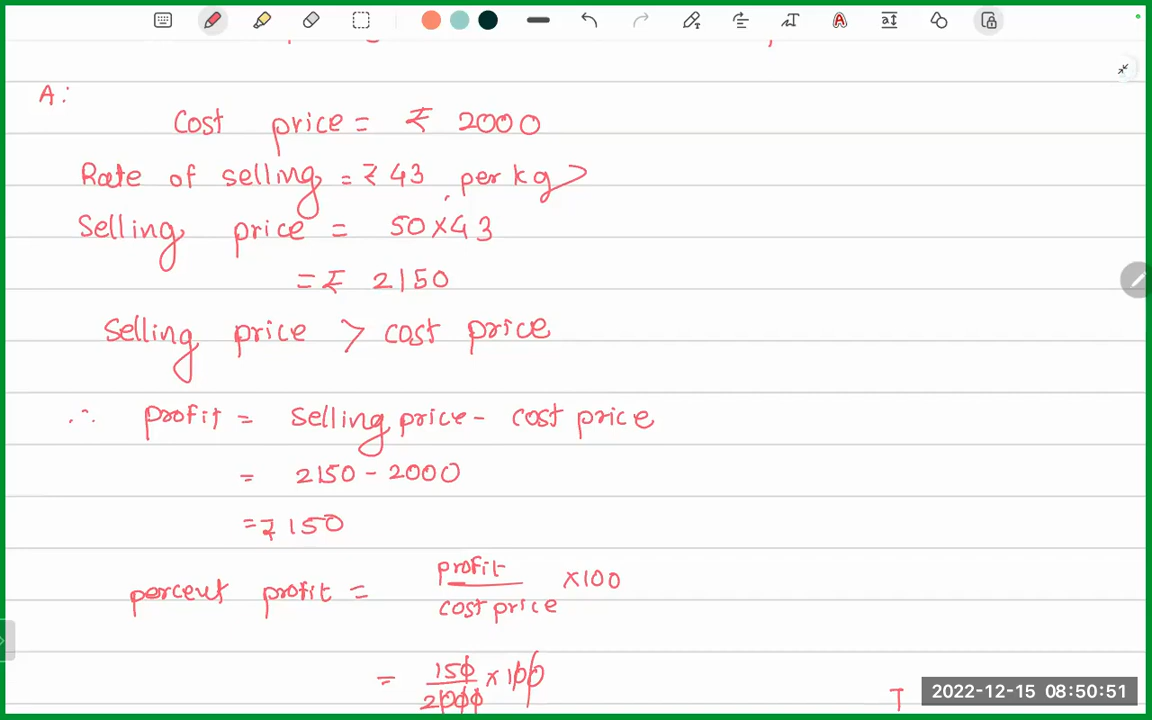 A:
Cost price = ₹ 2000
Rate of selling = ₹ 43 per kg
Selling price = 50×43
= ₹ 2150
Selling price > cost price
∴ profit = selling price - cost price
= 2150 - 2000
= ₹ 150
percent profit = profit/cost price ×100
= 150/2000 × 100
T
2022-12-15 08:50:51